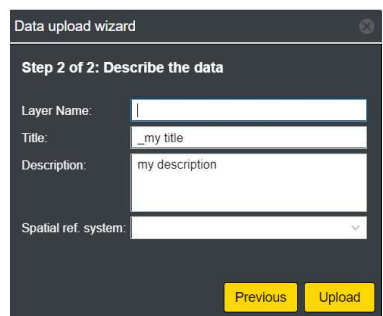 Data upload wizard
Step 2 of 2: Describe the data
Layer Name:
Title: _my title
Description: my description
Spatial ref. system:
Previous Upload